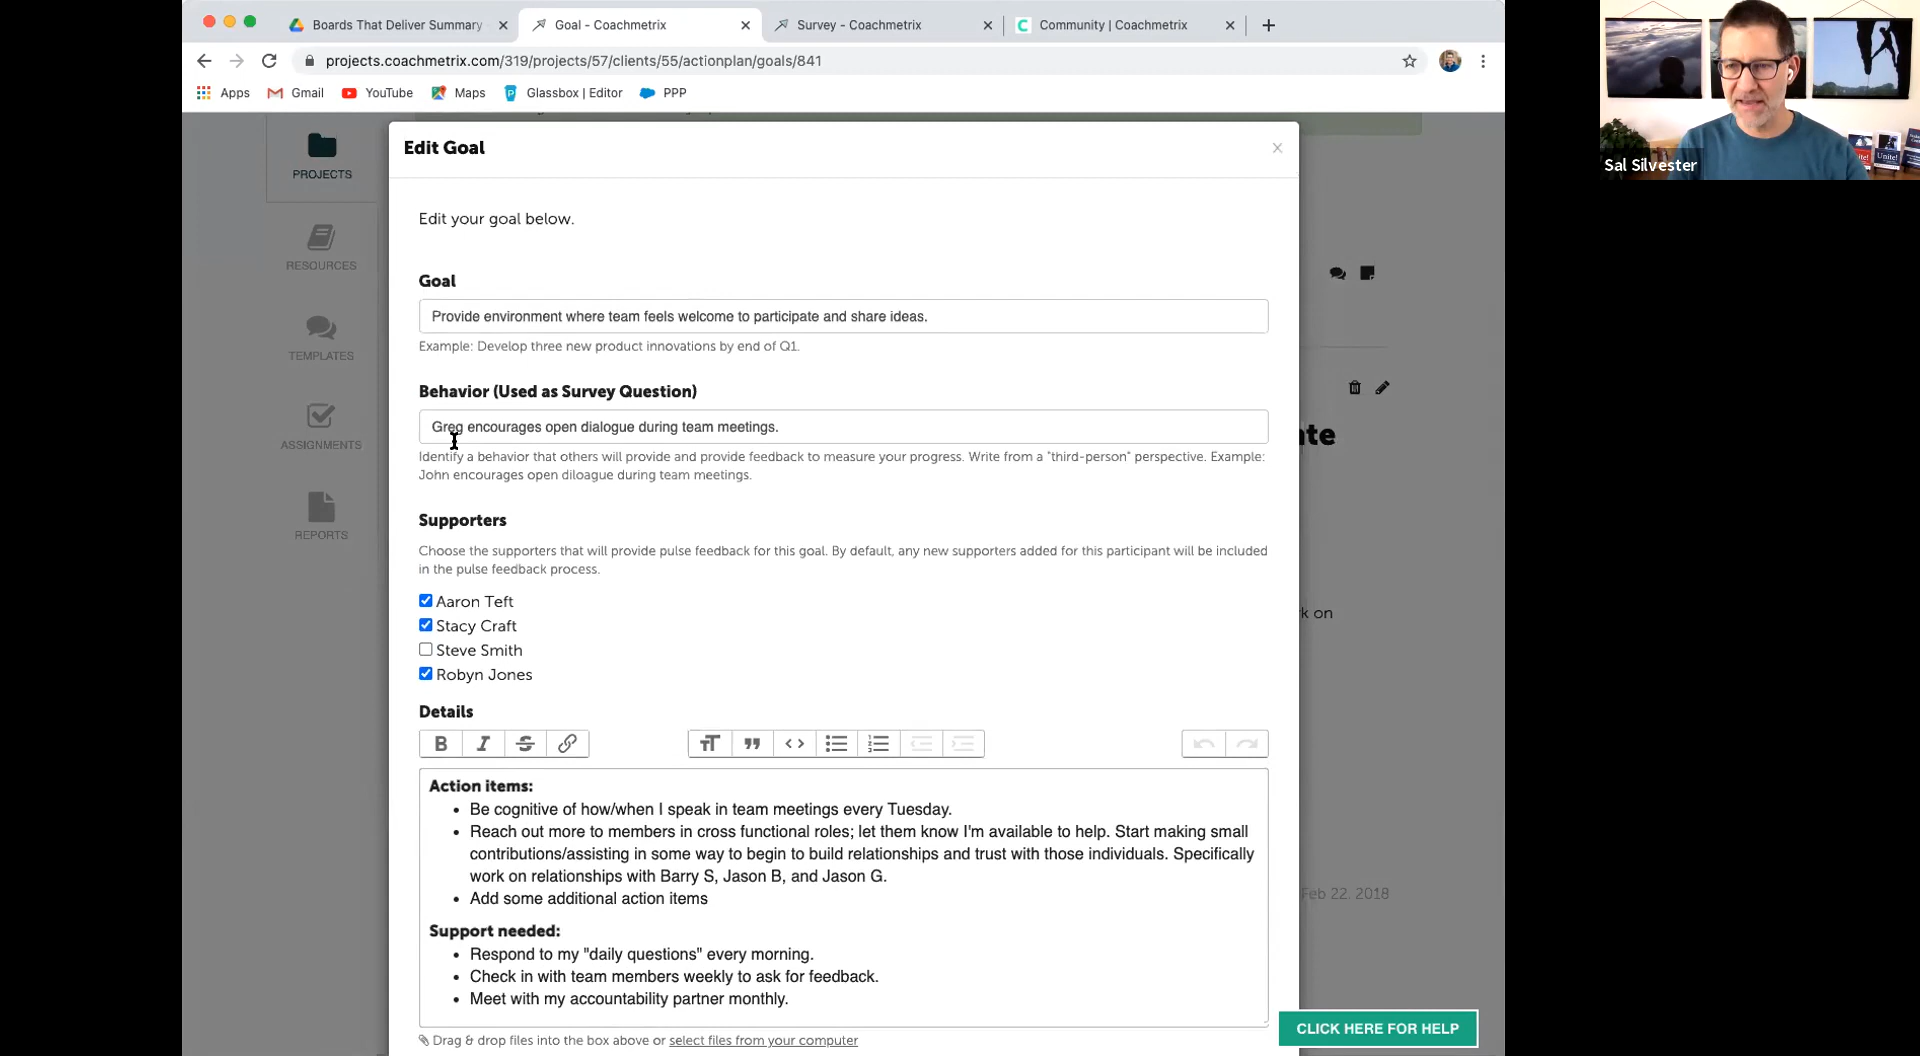 Boards That Deliver Summary
Goal - Coachmetrix
Survey - Coachmetrix
Community | Coachmetrix
projects.coachmetrix.com/319/projects/57/clients/55/actionplan/goals/841
Apps
Gmail
YouTube
Maps
Glassbox | Editor
PPP
Sal Silvester
Unite!
PROJECTS
RESOURCES
TEMPLATES
ASSIGNMENTS
REPORTS
Edit Goal
Edit your goal below.
Goal
Provide environment where team feels welcome to participate and share ideas.
Example: Develop three new product innovations by end of Q1.
Behavior (Used as Survey Question)
Greg encourages open dialogue during team meetings.
Identify a behavior that others will provide and provide feedback to measure your progress. Write from a "third-person" perspective. Example:
John encourages open diloague during team meetings.
Supporters
Choose the supporters that will provide pulse feedback for this goal. By default, any new supporters added for this participant will be included
in the pulse feedback process.
Aaron Teft
Stacy Craft
Steve Smith
Robyn Jones
Details
Action items:
• Be cognitive of how/when I speak in team meetings every Tuesday.
• Reach out more to members in cross functional roles; let them know I'm available to help. Start making small
contributions/assisting in some way to begin to build relationships and trust with those individuals. Specifically
work on relationships with Barry S, Jason B, and Jason G.
• Add some additional action items
Support needed:
• Respond to my "daily questions" every morning.
• Check in with team members weekly to ask for feedback.
• Meet with my accountability partner monthly.
Drag & drop files into the box above or select files from your computer
Feb 22. 2018
CLICK HERE FOR HELP